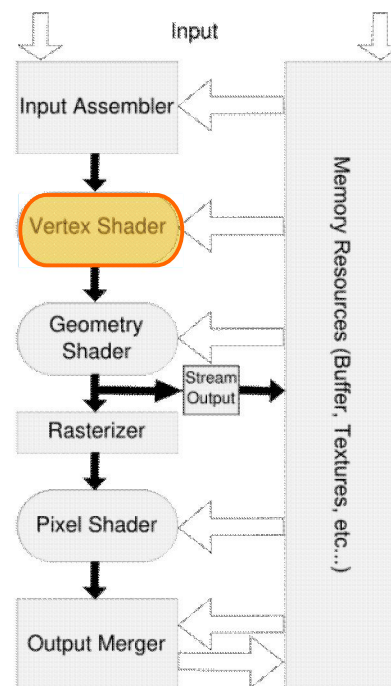 Input
Input Assembler
Vertex Shader
Geometry
Shader
Stream
Output
Rasterizer
Pixel Shader
Output Merger
Memory Resources (Buffer, Textures, etc...)